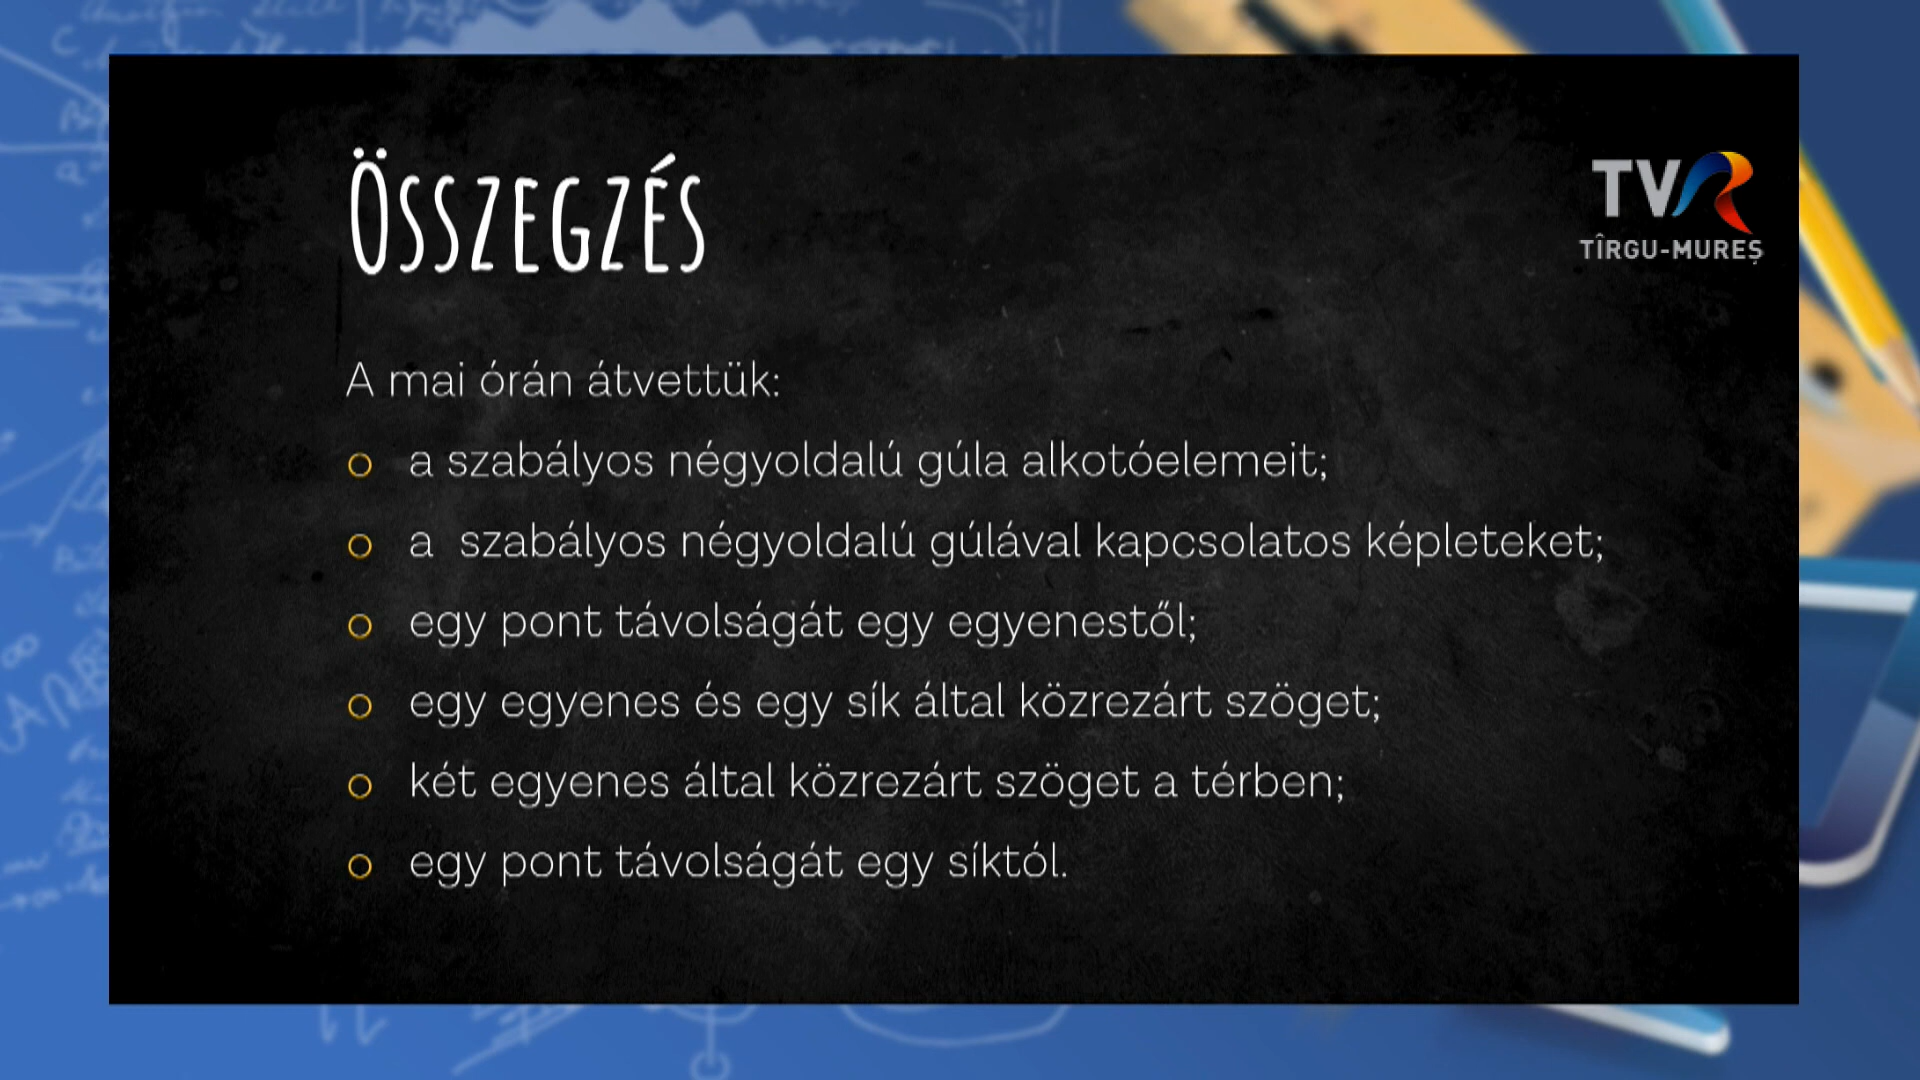 ÖSSZEGZÉS
TVR
TÎRGU-MUREȘ
A mai órán átvettük:
o a szabályos négyoldalú gúla alkotóelemeit;
o a szabályos négyoldalú gúlával kapcsolatos képleteket;
o egy pont távolságát egy egyenestől;
o egy egyenes és egy sík által közrezárt szöget;
o két egyenes által közrezárt szöget a térben;
o egy pont távolságát egy síktól.